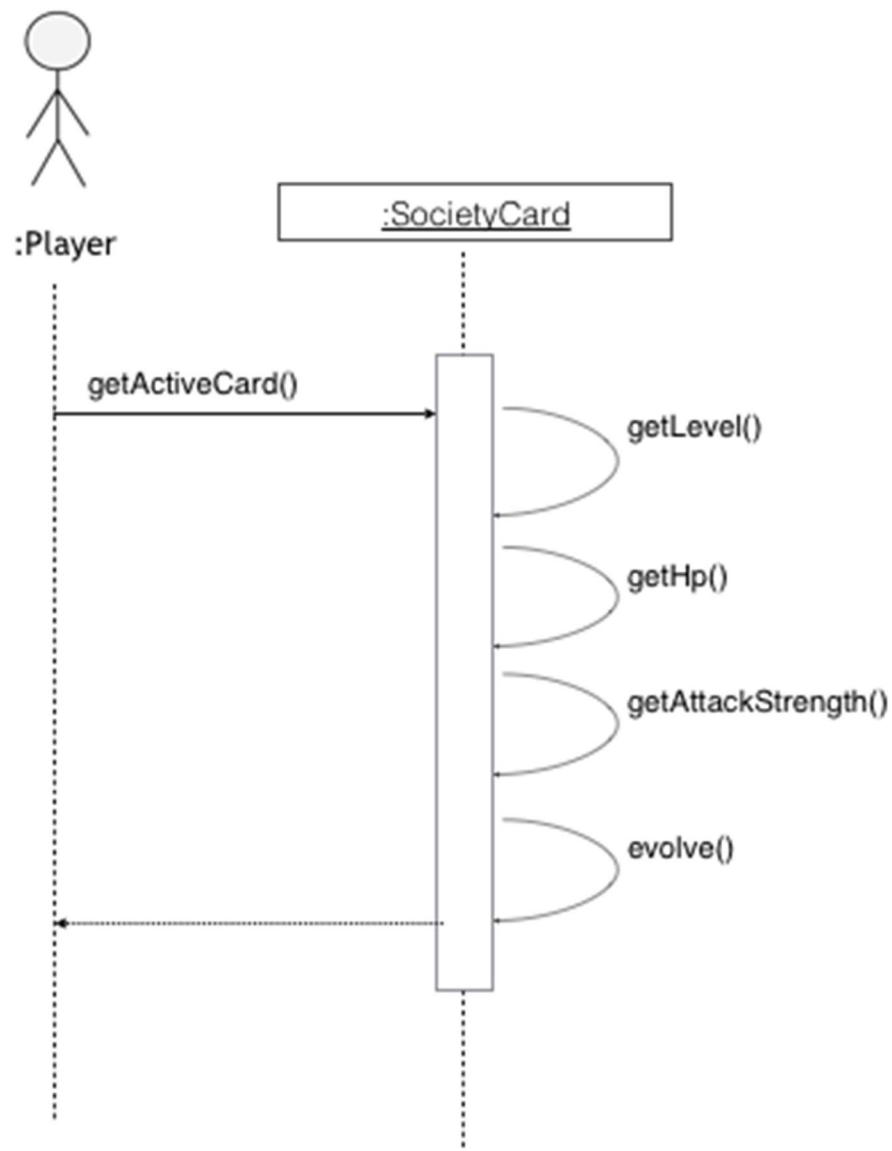 :SocietyCard
:Player
getActiveCard()
getLevel()
getHp()
getAttackStrength()
evolve()